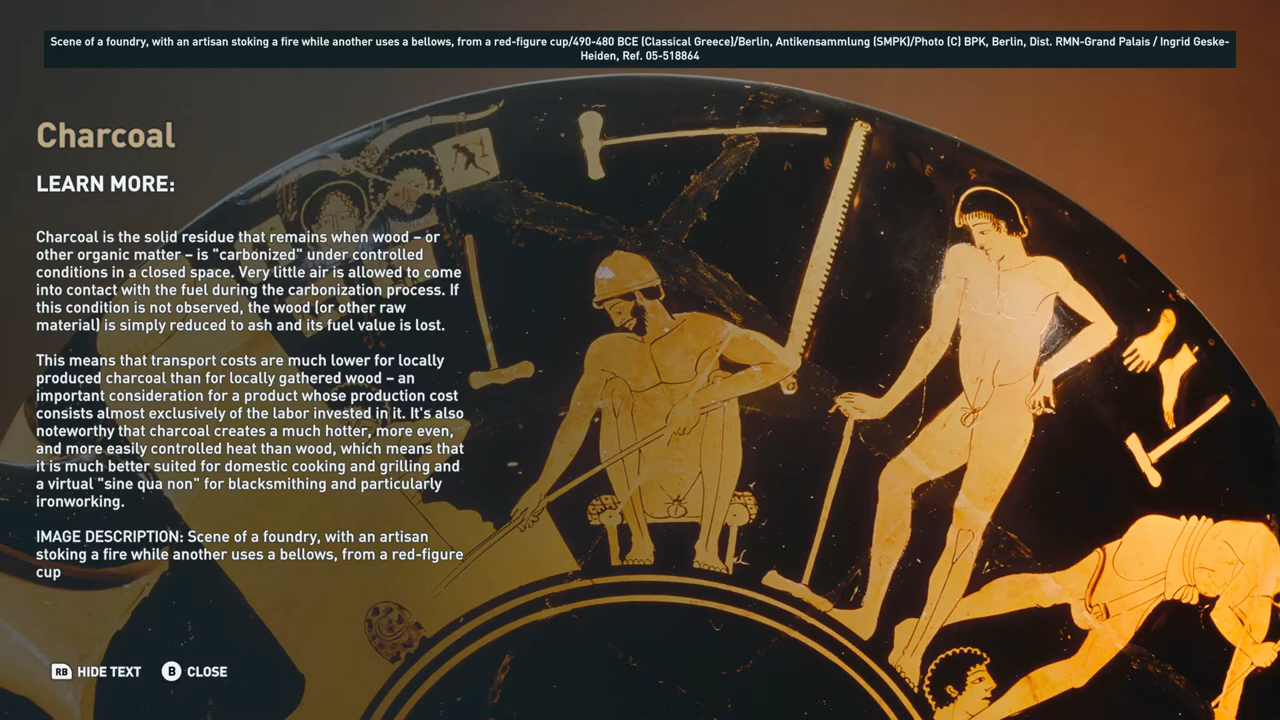 Scene of a foundry, with an artisan stoking a fire while another uses a bellows, from a red-figure cup/490-480 BCE (Classical Greece)/Berlin, Antikensammlung (SMPK)/Photo (C) BPK, Berlin, Dist. RMN-Grand Palais / Ingrid Geske-
Heiden, Ref. 05-518864
Charcoal
LEARN MORE:
Charcoal is the solid residue that remains when wood – or
other organic matter – is "carbonized" under controlled
conditions in a closed space. Very little air is allowed to come
into contact with the fuel during the carbonization process. If
this condition is not observed, the wood (or other raw
material) is simply reduced to ash and its fuel value is lost.
This means that transport costs are much lower for locally
produced charcoal than for locally gathered wood – an
important consideration for a product whose production cost
consists almost exclusively of the labor invested in it. It's also
noteworthy that charcoal creates a much hotter, more even,
and more easily controlled heat than wood, which means that
it is much better suited for domestic cooking and grilling and
a virtual "sine qua non" for blacksmithing and particularly
ironworking.
IMAGE DESCRIPTION: Scene of a foundry, with an artisan
stoking a fire while another uses a bellows, from a red-figure
cup
RB HIDE TEXT B CLOSE